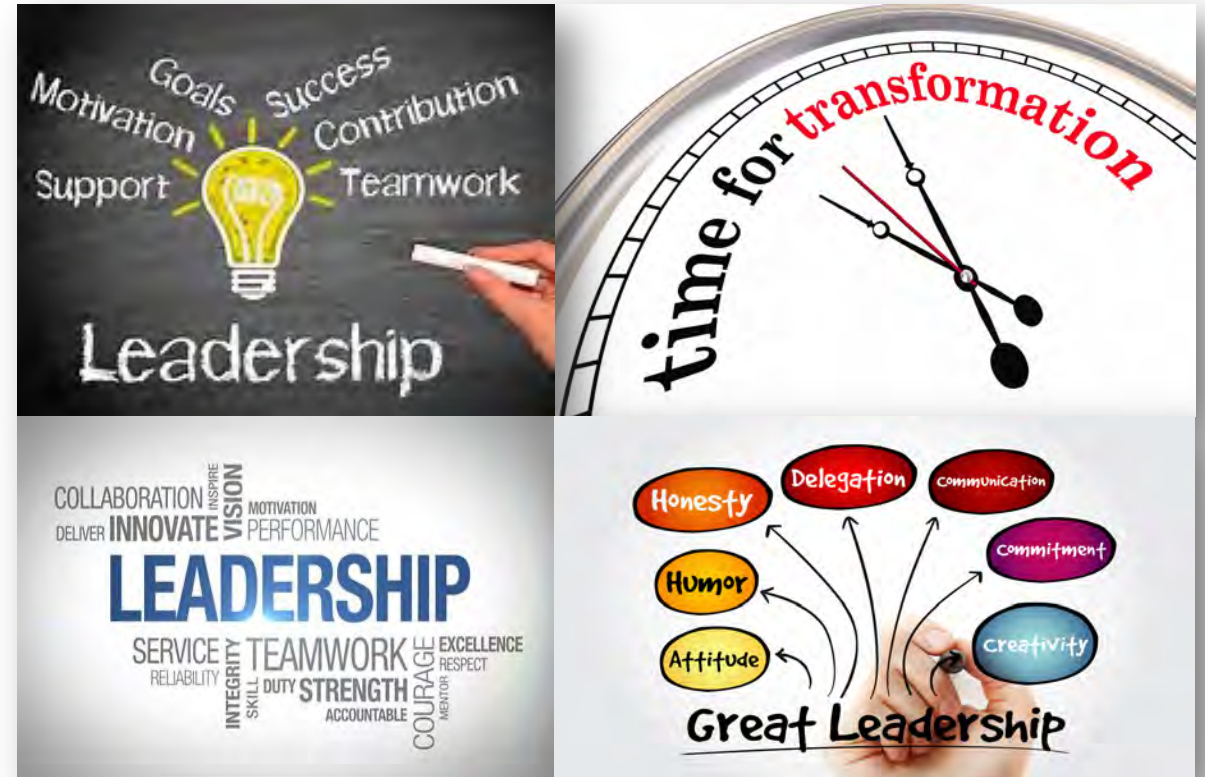 Goals Success
Motivation Contribution
Support Teamwork
Leadership
time for transformation
COLLABORATION INSPIRE VISION MOTIVATION
DELIVER INNOVATE PERFORMANCE
LEADERSHIP
SERVICE INTEGRITY TEAMWORK COURAGE EXCELLENCE
RELIABILITY SKILL DUTY STRENGTH MENTOR RESPECT
ACCOUNTABLE
Honesty Delegation Communication
Humor Commitment
Attitude Creativity
Great Leadership